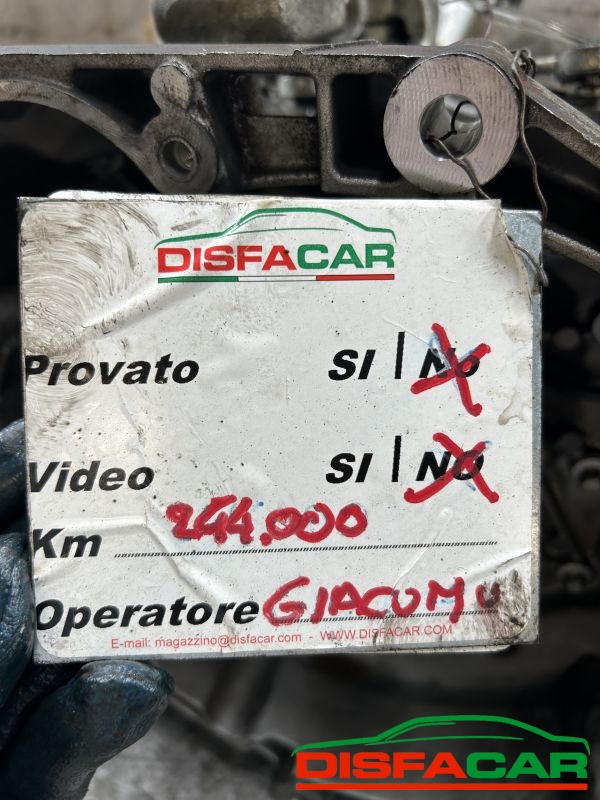 DISFACAR
Provato SI | No
Video SI | NO
Km 244.000
Operatore GIACOMO
E-mail: magazzino@disfacar.com - WWW.DISFACAR.COM
DISFACAR